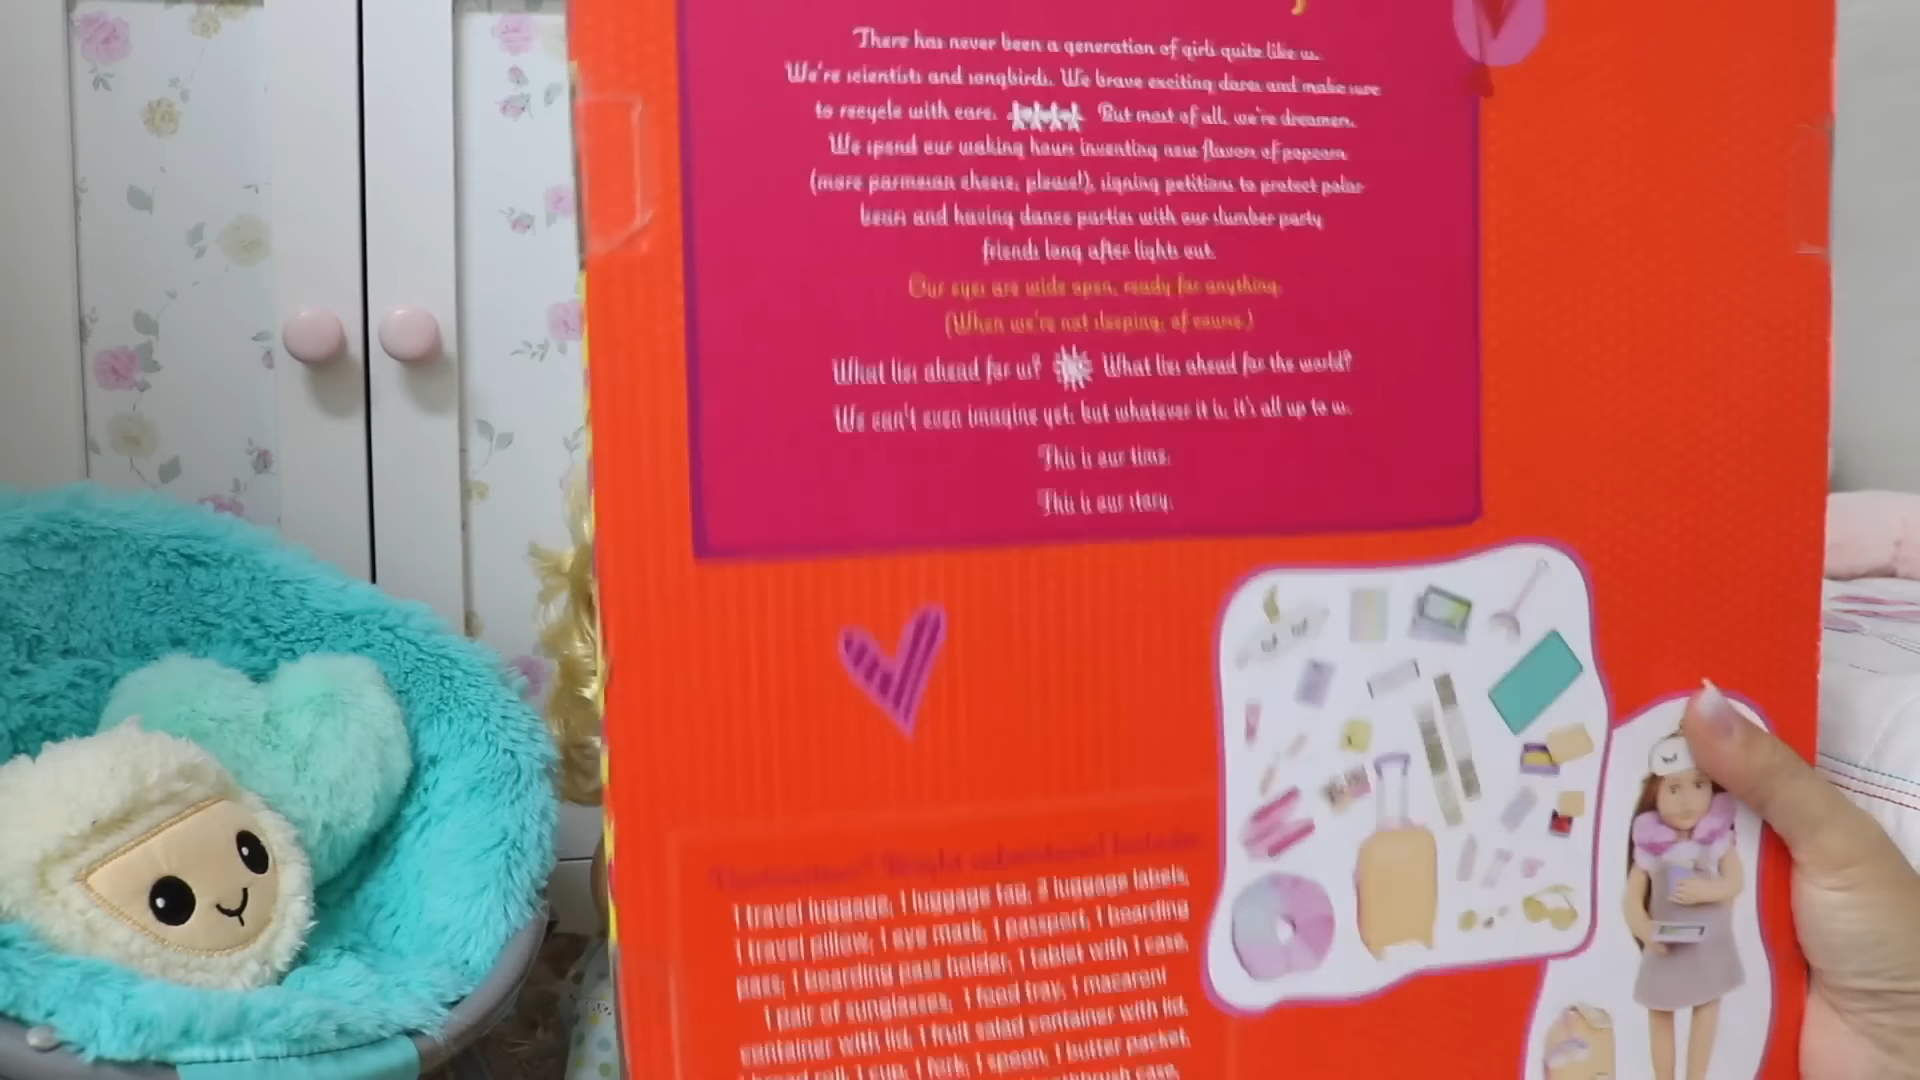 There has never been a generation of girls quite like us.
We're scientists and songbirds. We brave exciting dares and make sure
to recycle with care. But most of all, we're dreamers.
We spend our waking hours inventing new flavors of popcorn
(more parmesan cheese, please!), signing petitions to protect polar
bears and having dance parties with our slumber party
friends long after lights out.
Our eyes are wide open, ready for anything.
(When we're not sleeping, of course.)
What lies ahead for us? What lies ahead for the world?
We can't even imagine yet, but whatever it is, it's all up to us.
This is our time.
This is our story.
1 travel luggage, 1 luggage tag, 3 luggage labels,
1 travel pillow, 1 eye mask, 1 passport, 1 boarding
pass, 1 boarding pass holder, 1 tablet with 1 case,
1 pair of sunglasses, 1 food tray, 1 macaroni
container with lid, 1 fruit salad container with lid,
1 bread roll, 1 cup, 1 fork, 1 spoon, 1 butter packet,
toothbrush case,